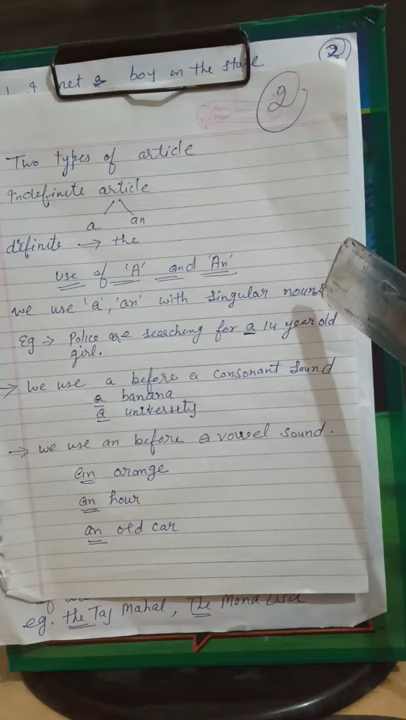 met a boy in the
2
2
Two types of article
Indefinite article
a an
definite → the
use of 'A' and 'An'
we use 'a', 'an' with singular nouns
Eg → Police are searching for a 14 year old
girl.
→ we use a before a consonant sound
a banana
a university
→ we use an before a vowel sound.
an orange
an hour
an old car
eg. the Taj Mahal, The Mona Lisa